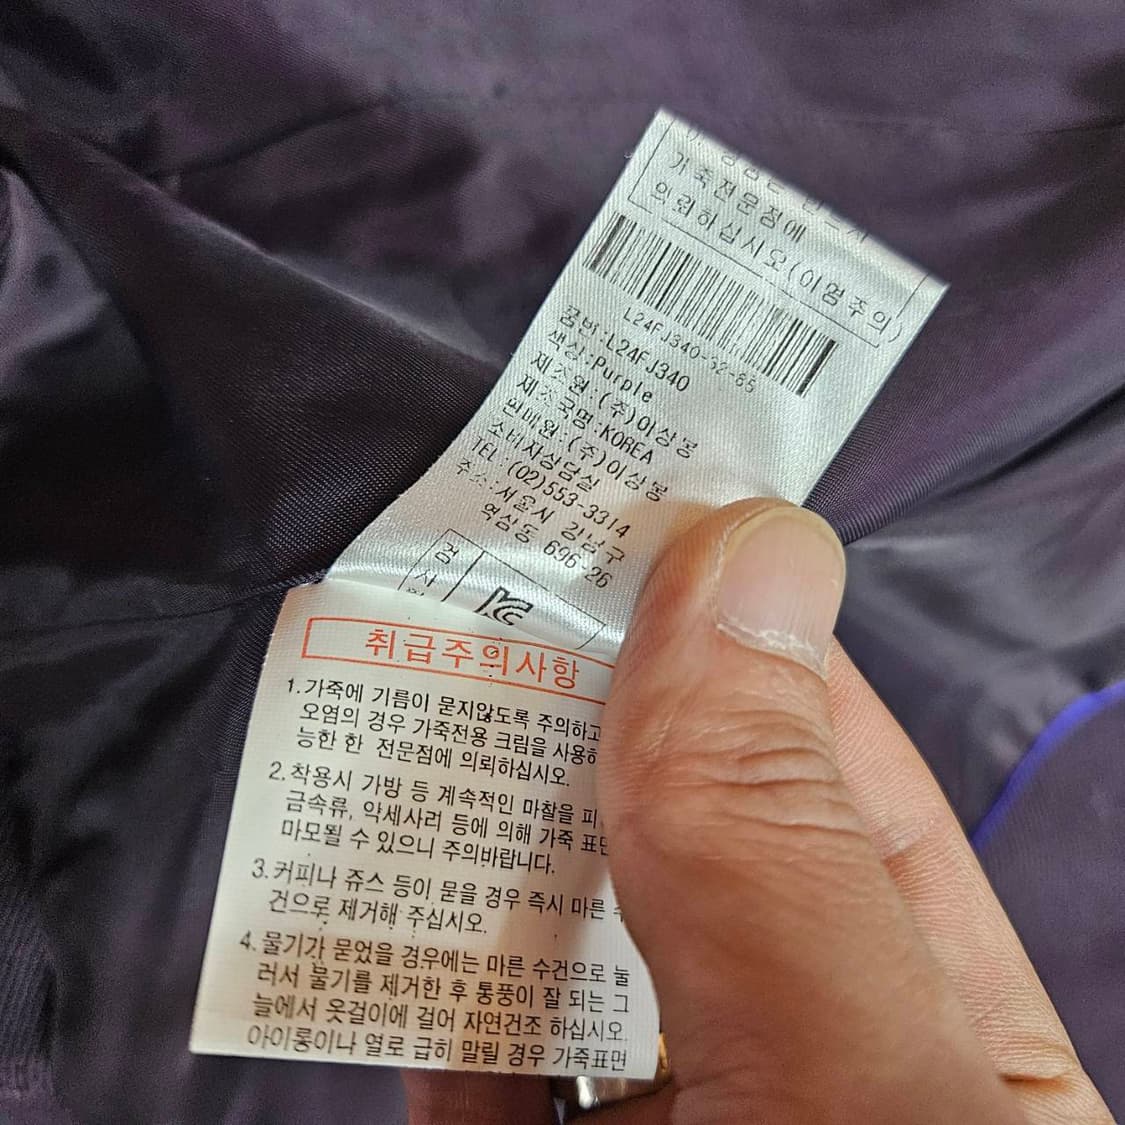 가죽전문점에
의뢰하십시오(이염주의)
L24FJ340-52-85
품번:L24FJ340
색상:Purple
제조원:(주)이상봉
제조국명:KOREA
판매원:(주)이상봉
소비자상담실
TEL:(02)553-3314
주소:서울시 강남구
역삼동 696-26
검사
취급주의사항
1.가죽에 기름이 묻지않도록 주의하고
오염의 경우 가죽전용 크림을 사용하
능한 한 전문점에 의뢰하십시오.
2.착용시 가방 등 계속적인 마찰을 피
금속류, 악세사리 등에 의해 가죽 표면
마모될 수 있으니 주의바랍니다.
3.커피나 쥬스 등이 묻을 경우 즉시 마른
건으로 제거해 주십시오.
4.물기가 묻었을 경우에는 마른 수건으로 눌
러서 물기를 제거한 후 통풍이 잘 되는 그
늘에서 옷걸이에 걸어 자연건조 하십시오.
아이롱이나 열로 급히 말릴 경우 가죽표면